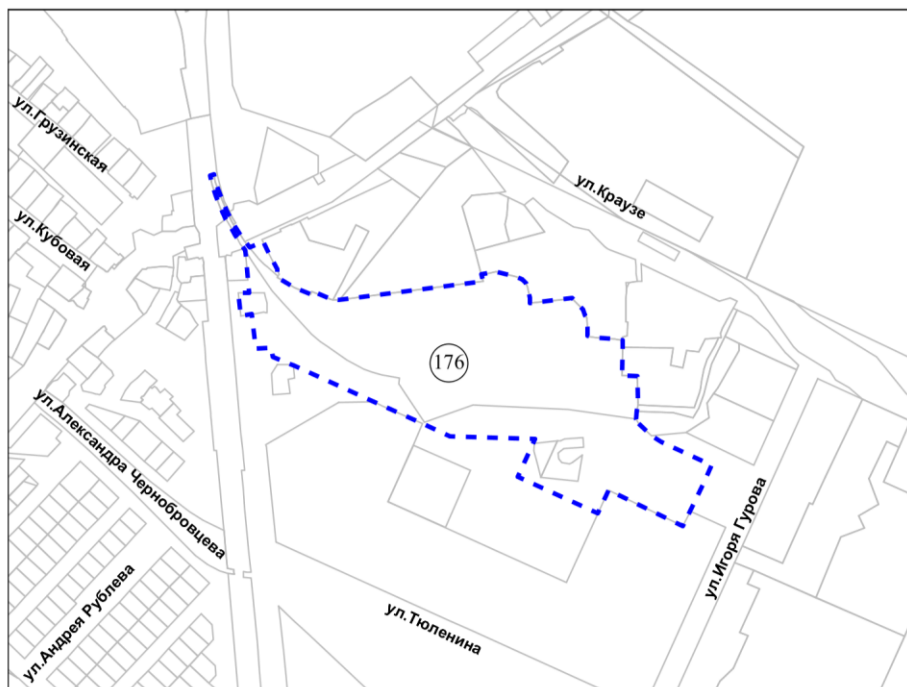 ул.Грузинская
ул.Краузе
ул.Кубовая
176
ул.Александра Чернобровцева
ул.Игоря Гурова
ул.Андрея Рублева
ул.Тюленина